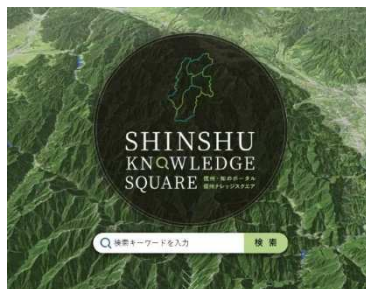 SHINSHU
KNOWLEDGE
SQUARE
信州・知のポータル
信州ナレッジスクエア
検索キーワードを入力 検索